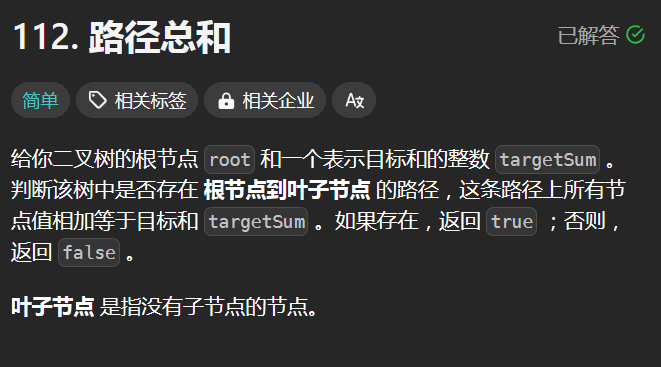 112. 路径总和
已解答
简单 相关标签 相关企业 Aあ
给你二叉树的根节点 root 和一个表示目标和的整数 targetSum 。
判断该树中是否存在 根节点到叶子节点 的路径，这条路径上所有节
点值相加等于目标和 targetSum 。如果存在，返回 true ；否则，
返回 false 。
叶子节点 是指没有子节点的节点。